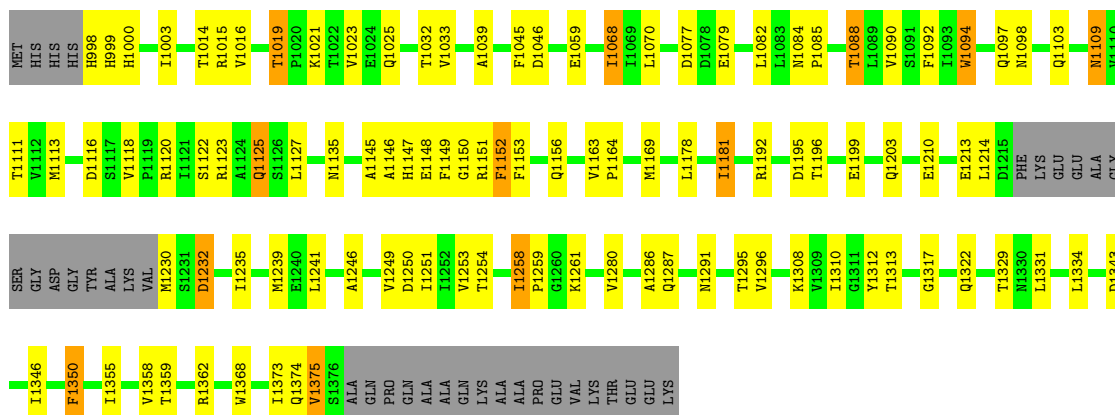 MET HIS HIS HIS H998 H999 H1000 I1003 T1014 R1015 V1016 T1019 P1020 K1021 T1022 V1023 E1024 Q1025 T1032 V1033 A1039 F1045 D1046 E1059 I1068 I1069 L1070 D1077 D1078 E1079 L1082 L1083 N1084 P1085 T1088 L1089 V1090 S1091 F1092 I1093 W1094 Q1097 N1098 Q1103 N1109 V1110
T1111 V1112 M1113 D1116 S1117 V1118 P1119 R1120 I1121 S1122 R1123 A1124 Q1125 S1126 L1127 N1135 A1145 A1146 H1147 E1148 F1149 G1150 R1151 F1152 F1153 Q1156 V1163 P1164 M1169 L1178 I1181 R1192 D1195 T1196 E1199 Q1203 E1210 E1213 L1214 D1215 PHE LYS GLU GLU ALA GLY
SER GLY ASP GLY TYR ALA LYS VAL M1230 S1231 D1232 I1235 M1239 E1240 L1241 A1246 V1249 D1250 I1251 I1252 V1253 T1254 I1258 P1259 G1260 K1261 V1280 A1286 Q1287 N1291 T1295 V1296 K1308 V1309 I1310 G1311 Y1312 T1313 G1317 Q1322 T1329 N1330 L1331 L1334 D1343
I1346 F1350 I1355 V1358 T1359 R1362 W1368 I1373 Q1374 V1375 S1376 ALA GLN PRO GLN ALA ALA GLN LYS ALA ALA PRO GLU VAL LYS THR GLU GLU LYS